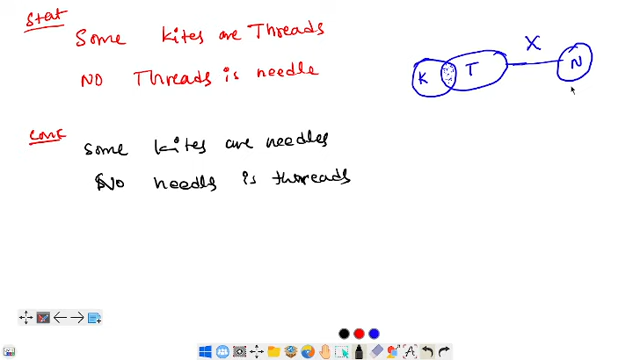 Stat
Some Kites are Threads
NO Threads is needle
X
K T N
Conc
Some kites are needles
No needls is threads